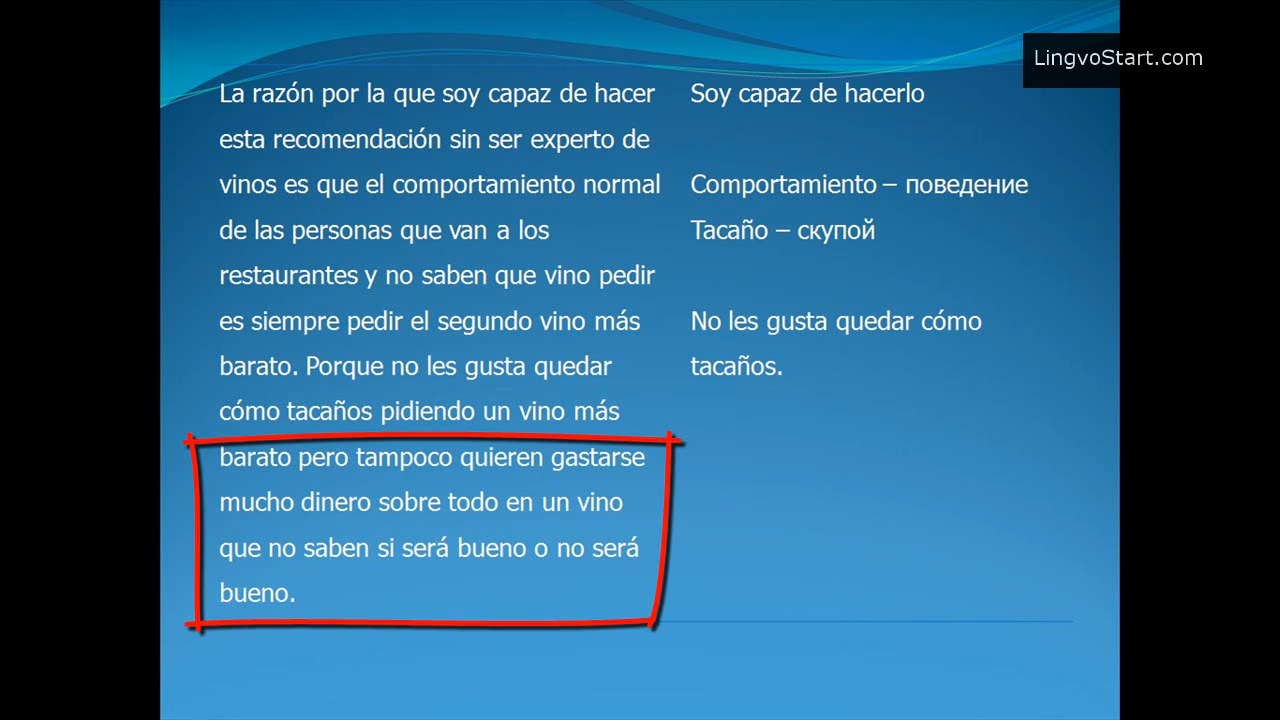 LingvoStart.com
La razón por la que soy capaz de hacer
esta recomendación sin ser experto de
vinos es que el comportamiento normal
de las personas que van a los
restaurantes y no saben que vino pedir
es siempre pedir el segundo vino más
barato. Porque no les gusta quedar
cómo tacaños pidiendo un vino más
barato pero tampoco quieren gastarse
mucho dinero sobre todo en un vino
que no saben si será bueno o no será
bueno.
Soy capaz de hacerlo
Comportamiento – поведение
Tacaño – скупой
No les gusta quedar cómo
tacaños.